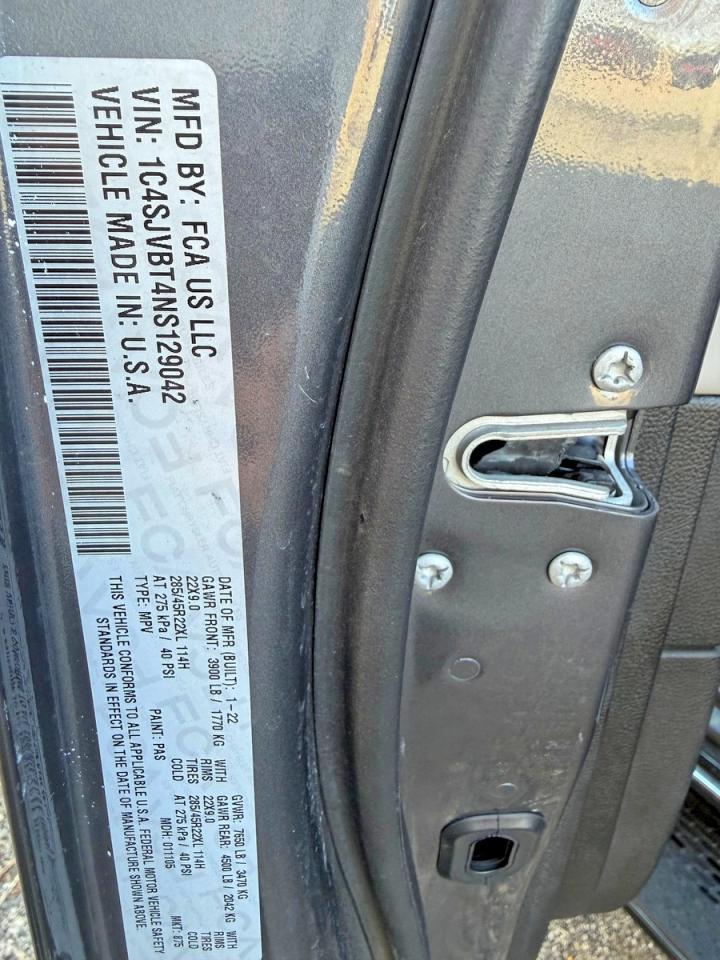 MFD BY: FCA US LLC
VIN: 1C4SJVBT4NS129042
VEHICLE MADE IN: U.S.A.
DATE OF MFR (BUILT): 1-22 GVWR: 7650 LB / 3470 KG
GAWR FRONT: 3900 LB / 1770 KG WITH GAWR REAR: 4500 LB / 2042 KG WITH
22X9.0 RIMS 22X9.0 RIMS
285/45R22XL 114H TIRES 285/45R22XL 114H TIRES
AT 275 kPa / 40 PSI COLD AT 275 kPa / 40 PSI COLD
TYPE: MPV PAINT: PAS MDH: 011105 MKT: 875
THIS VEHICLE CONFORMS TO ALL APPLICABLE U.S.A. FEDERAL MOTOR VEHICLE SAFETY
STANDARDS IN EFFECT ON THE DATE OF MANUFACTURE SHOWN ABOVE.